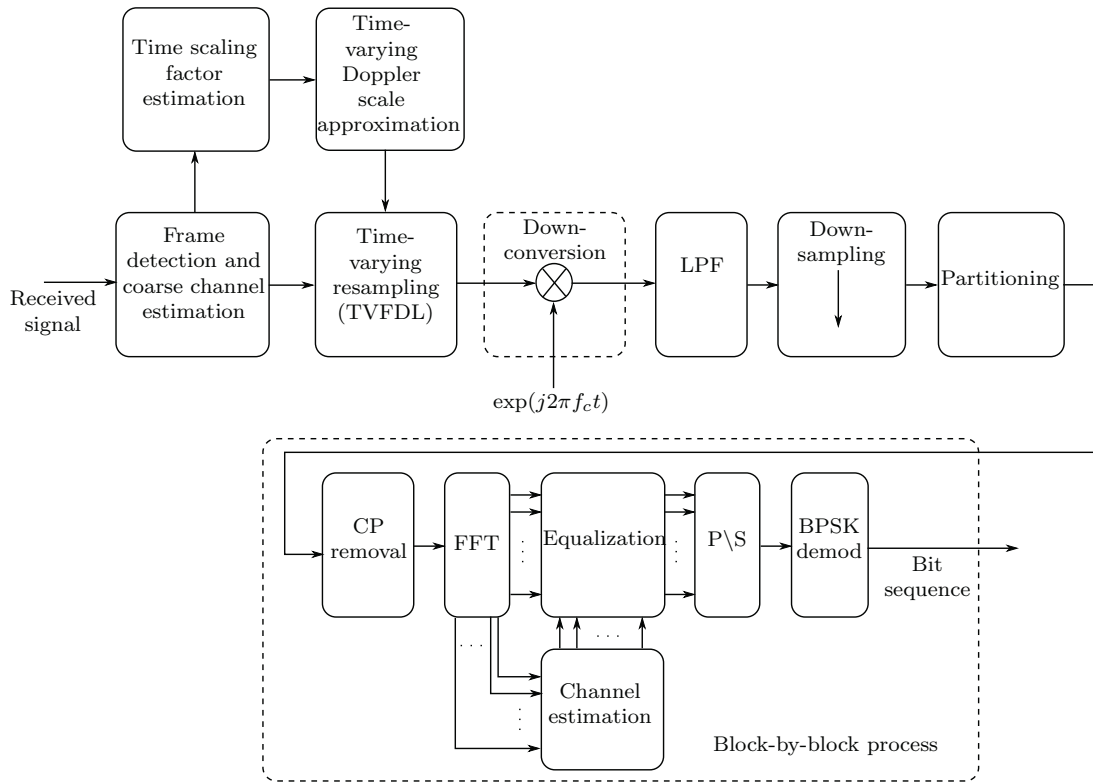 Time scaling
factor
estimation
Time-
varying
Doppler
scale
approximation
Received
signal
Frame
detection and
coarse channel
estimation
Time-
varying
resampling
(TVFDL)
Down-
conversion
exp(j2πf_ct)
LPF
Down-
sampling
Partitioning
CP
removal
FFT
. . .
Equalization
. . .
P\S
BPSK
demod
Bit
sequence
. . .
. . .
. . .
Channel
estimation
Block-by-block process